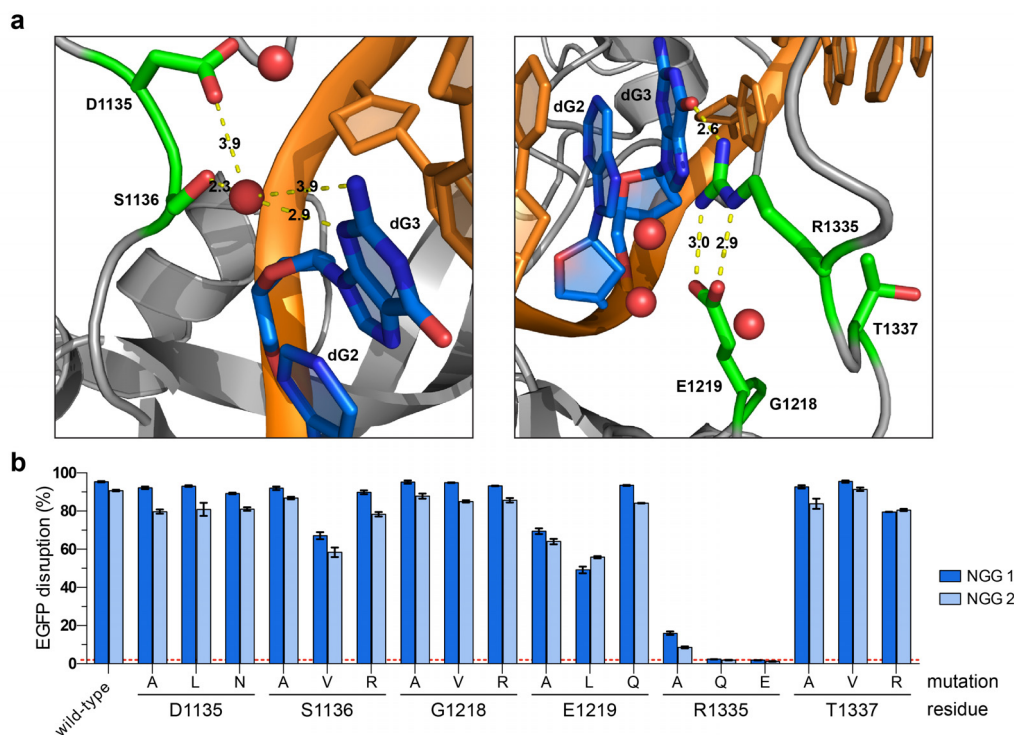 a
D1135
3.9
S1136
2.3
3.9
2.9
dG3
dG2
dG2
dG3
2.6
R1335
3.0
2.9
T1337
E1219
G1218
b
EGFP disruption (%)
100
80
60
40
20
0
NGG 1
NGG 2
wild-type
A L N A V R A V R A L Q A Q E A V R mutation
D1135 S1136 G1218 E1219 R1335 T1337 residue